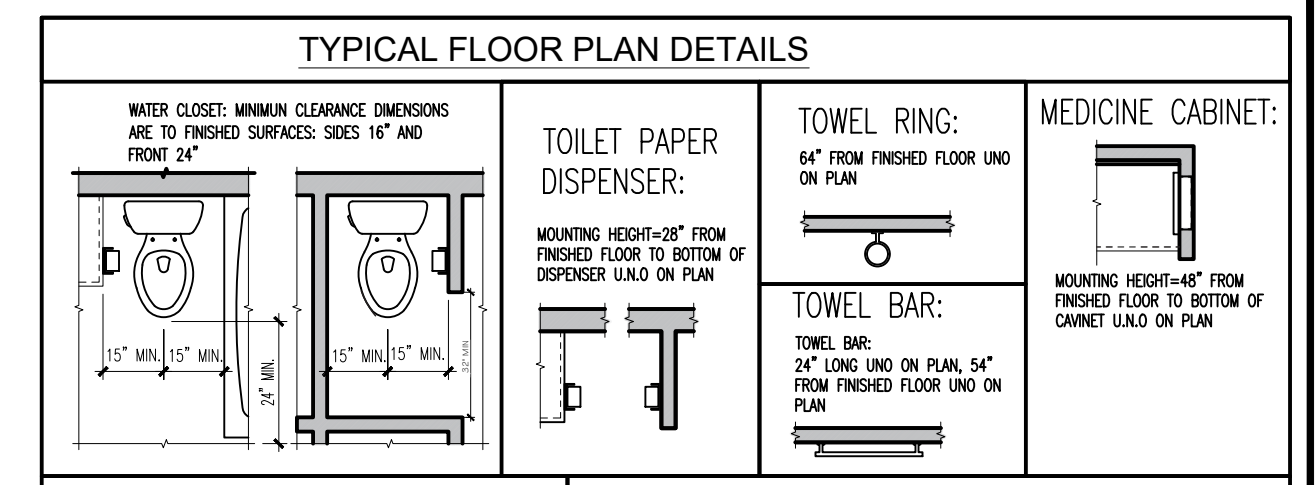 TYPICAL FLOOR PLAN DETAILS
WATER CLOSET: MINIMUN CLEARANCE DIMENSIONS
ARE TO FINISHED SURFACES: SIDES 16" AND
FRONT 24"
15" MIN.
15" MIN.
24" MIN.
15" MIN.
15" MIN.
32" MIN
TOILET PAPER
DISPENSER:
MOUNTING HEIGHT=28" FROM
FINISHED FLOOR TO BOTTOM OF
DISPENSER U.N.O ON PLAN
TOWEL RING:
64" FROM FINISHED FLOOR UNO
ON PLAN
TOWEL BAR:
TOWEL BAR:
24" LONG UNO ON PLAN, 54"
FROM FINISHED FLOOR UNO ON
PLAN
MEDICINE CABINET:
MOUNTING HEIGHT=48" FROM
FINISHED FLOOR TO BOTTOM OF
CAVINET U.N.O ON PLAN